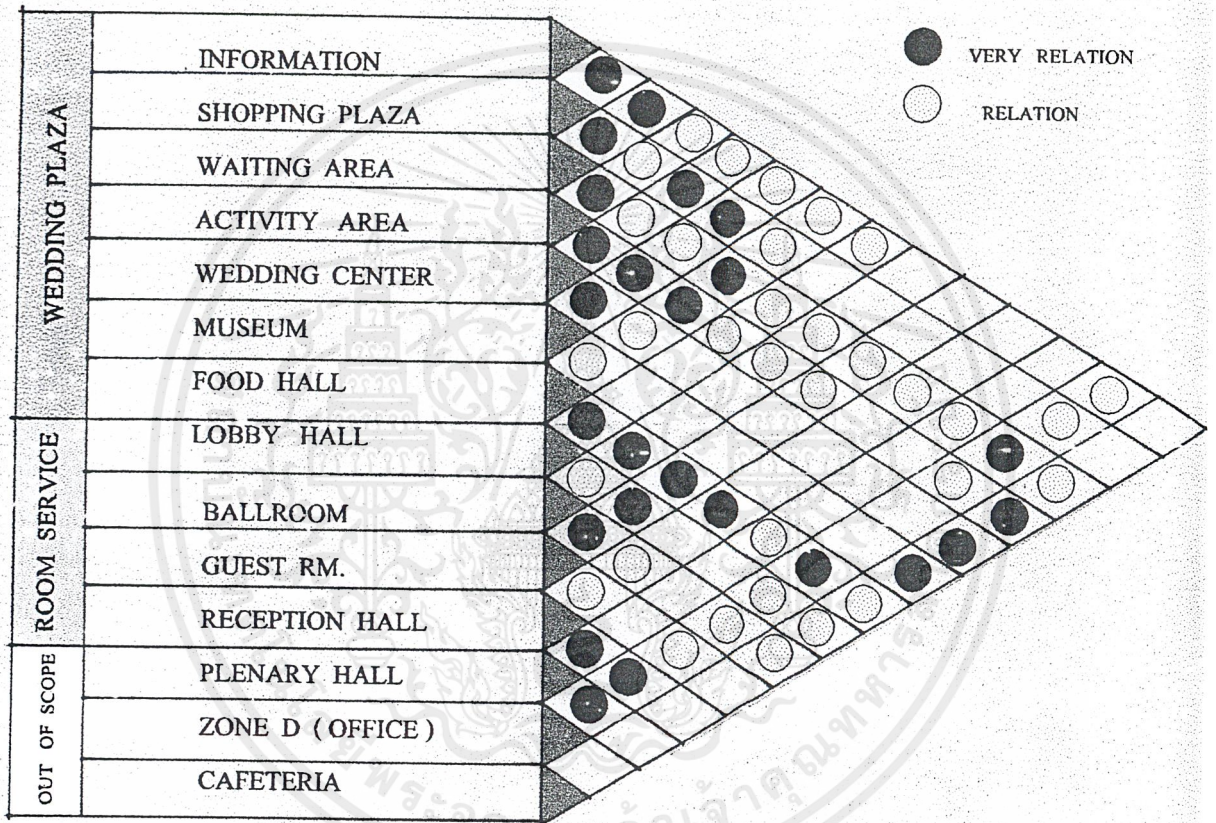 WEDDING PLAZA
INFORMATION
SHOPPING PLAZA
WAITING AREA
ACTIVITY AREA
WEDDING CENTER
MUSEUM
FOOD HALL
ROOM SERVICE
LOBBY HALL
BALLROOM
GUEST RM.
RECEPTION HALL
OUT OF SCOPE
PLENARY HALL
ZONE D ( OFFICE )
CAFETERIA
VERY RELATION
RELATION